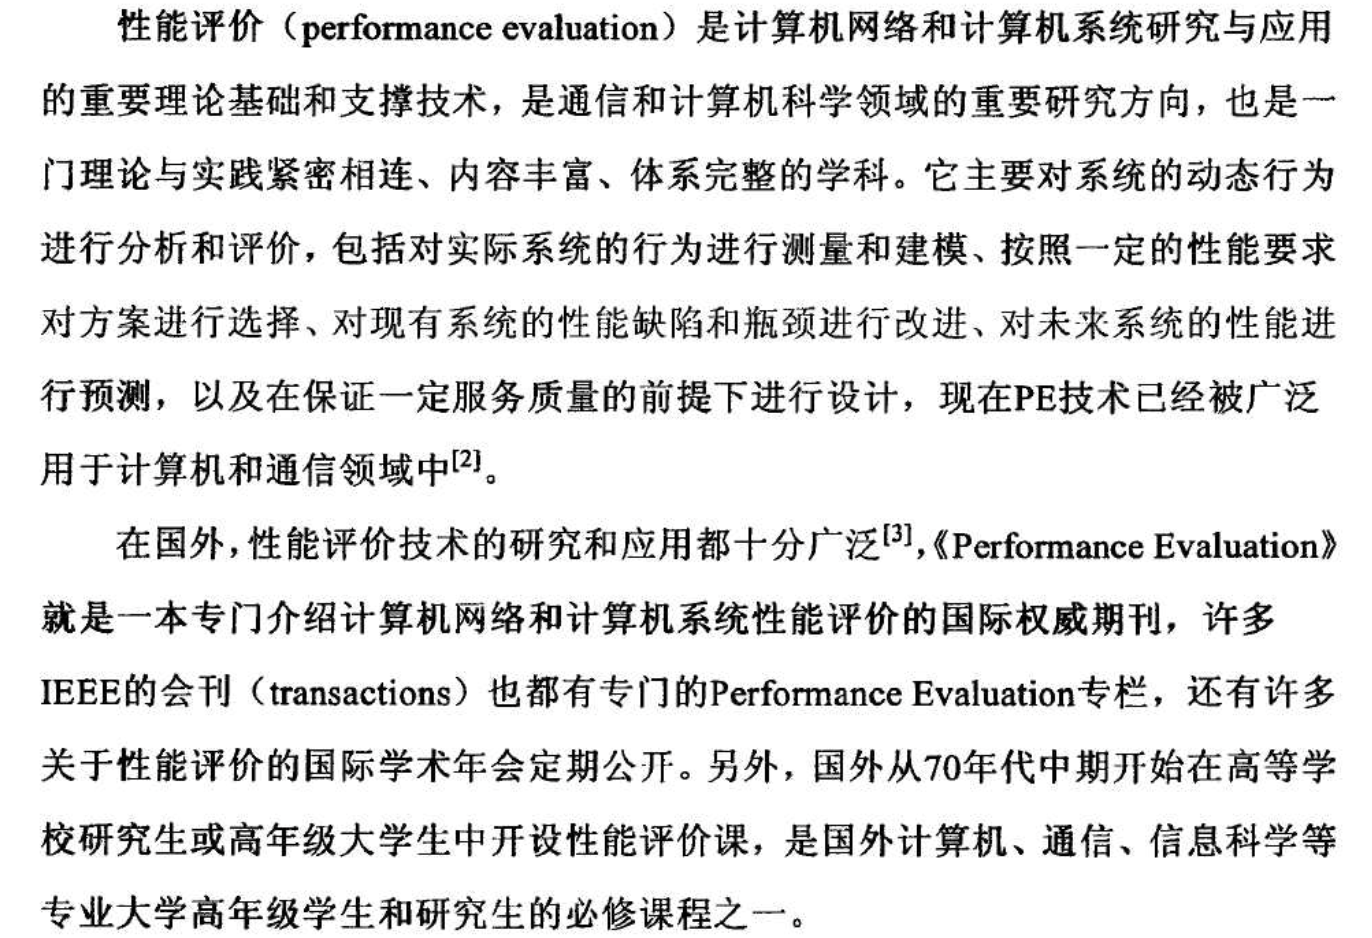 性能评价（performance evaluation）是计算机网络和计算机系统研究与应用
的重要理论基础和支撑技术，是通信和计算机科学领域的重要研究方向，也是一
门理论与实践紧密相连、内容丰富、体系完整的学科。它主要对系统的动态行为
进行分析和评价，包括对实际系统的行为进行测量和建模、按照一定的性能要求
对方案进行选择、对现有系统的性能缺陷和瓶颈进行改进、对未来系统的性能进
行预测，以及在保证一定服务质量的前提下进行设计，现在PE技术已经被广泛
用于计算机和通信领域中[2]。
在国外，性能评价技术的研究和应用都十分广泛[3]，《Performance Evaluation》
就是一本专门介绍计算机网络和计算机系统性能评价的国际权威期刊，许多
IEEE的会刊（transactions）也都有专门的Performance Evaluation专栏，还有许多
关于性能评价的国际学术年会定期公开。另外，国外从70年代中期开始在高等学
校研究生或高年级大学生中开设性能评价课，是国外计算机、通信、信息科学等
专业大学高年级学生和研究生的必修课程之一。